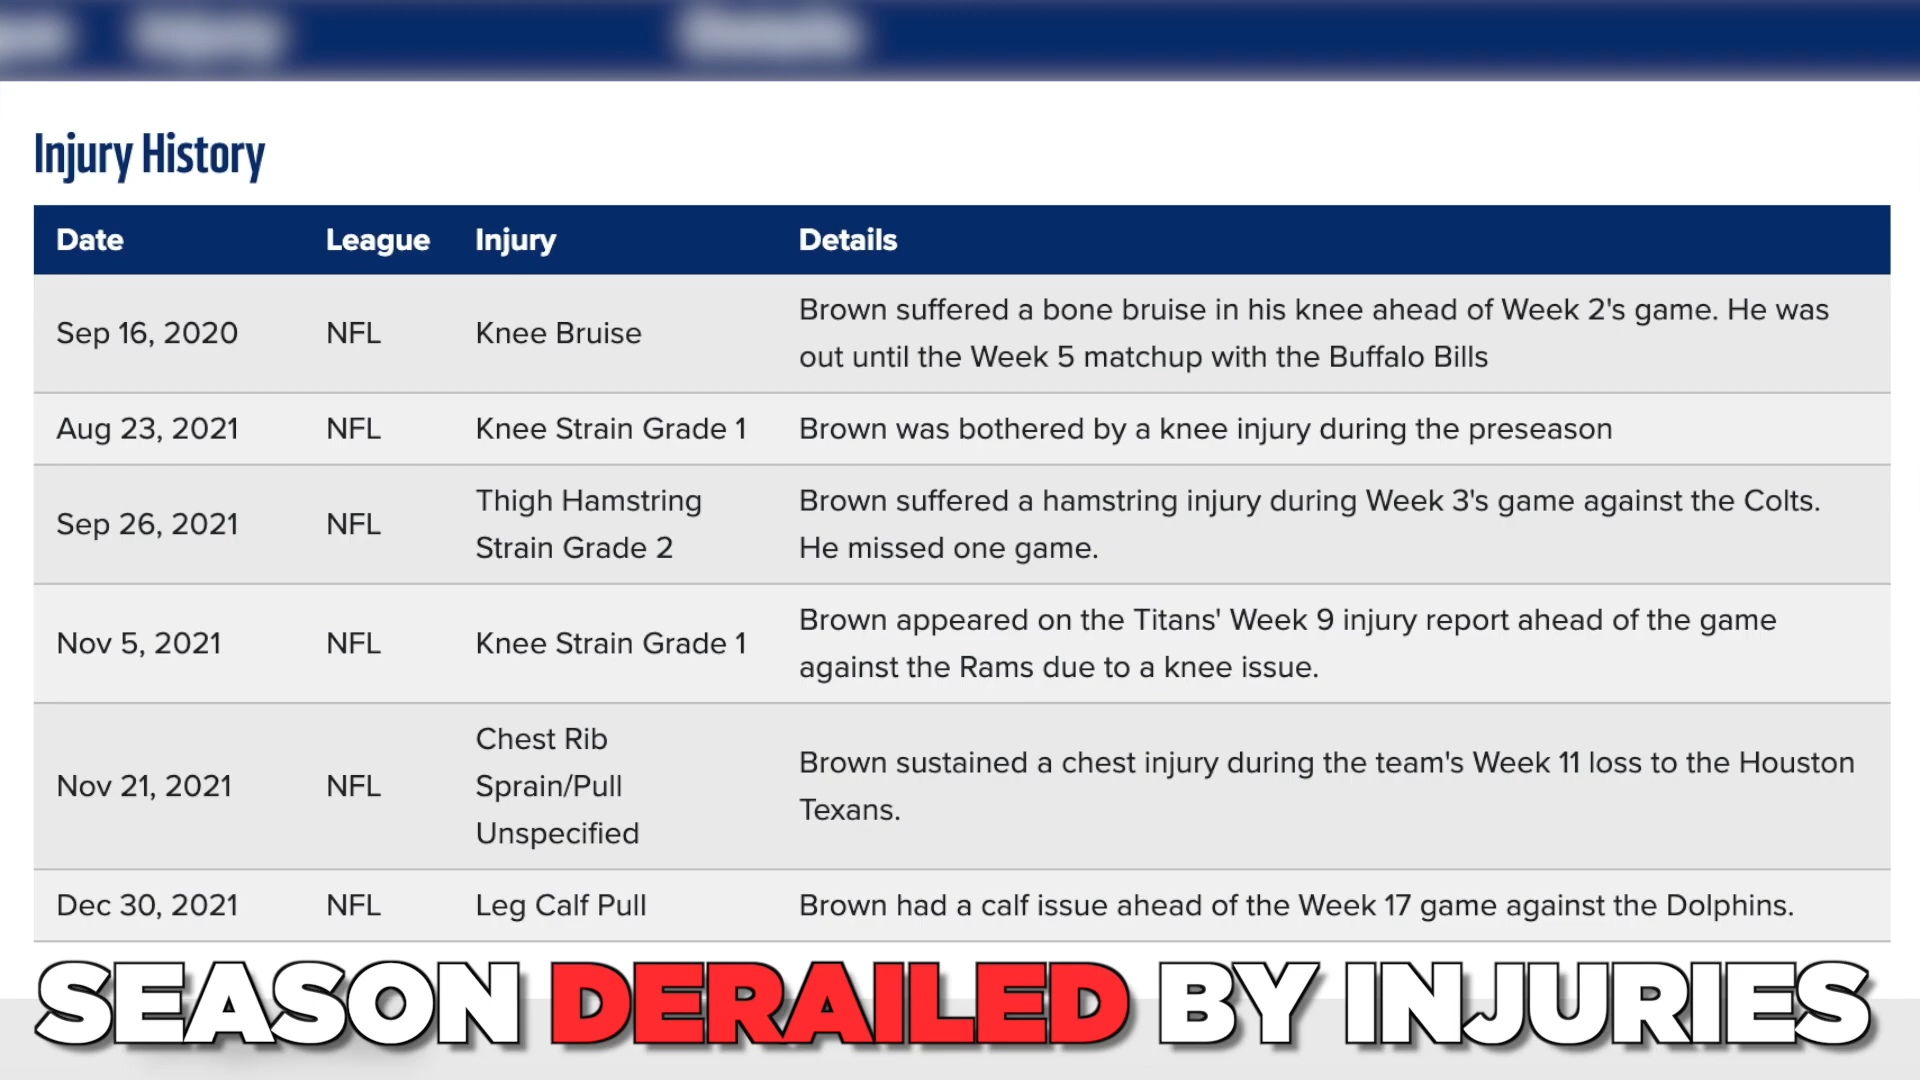 Injury History
Date League Injury Details
Sep 16, 2020 NFL Knee Bruise Brown suffered a bone bruise in his knee ahead of Week 2's game. He was
out until the Week 5 matchup with the Buffalo Bills
Aug 23, 2021 NFL Knee Strain Grade 1 Brown was bothered by a knee injury during the preseason
Sep 26, 2021 NFL Thigh Hamstring
Strain Grade 2 Brown suffered a hamstring injury during Week 3's game against the Colts.
He missed one game.
Nov 5, 2021 NFL Knee Strain Grade 1 Brown appeared on the Titans' Week 9 injury report ahead of the game
against the Rams due to a knee issue.
Nov 21, 2021 NFL Chest Rib
Sprain/Pull
Unspecified Brown sustained a chest injury during the team's Week 11 loss to the Houston
Texans.
Dec 30, 2021 NFL Leg Calf Pull Brown had a calf issue ahead of the Week 17 game against the Dolphins.
SEASON DERAILED BY INJURIES